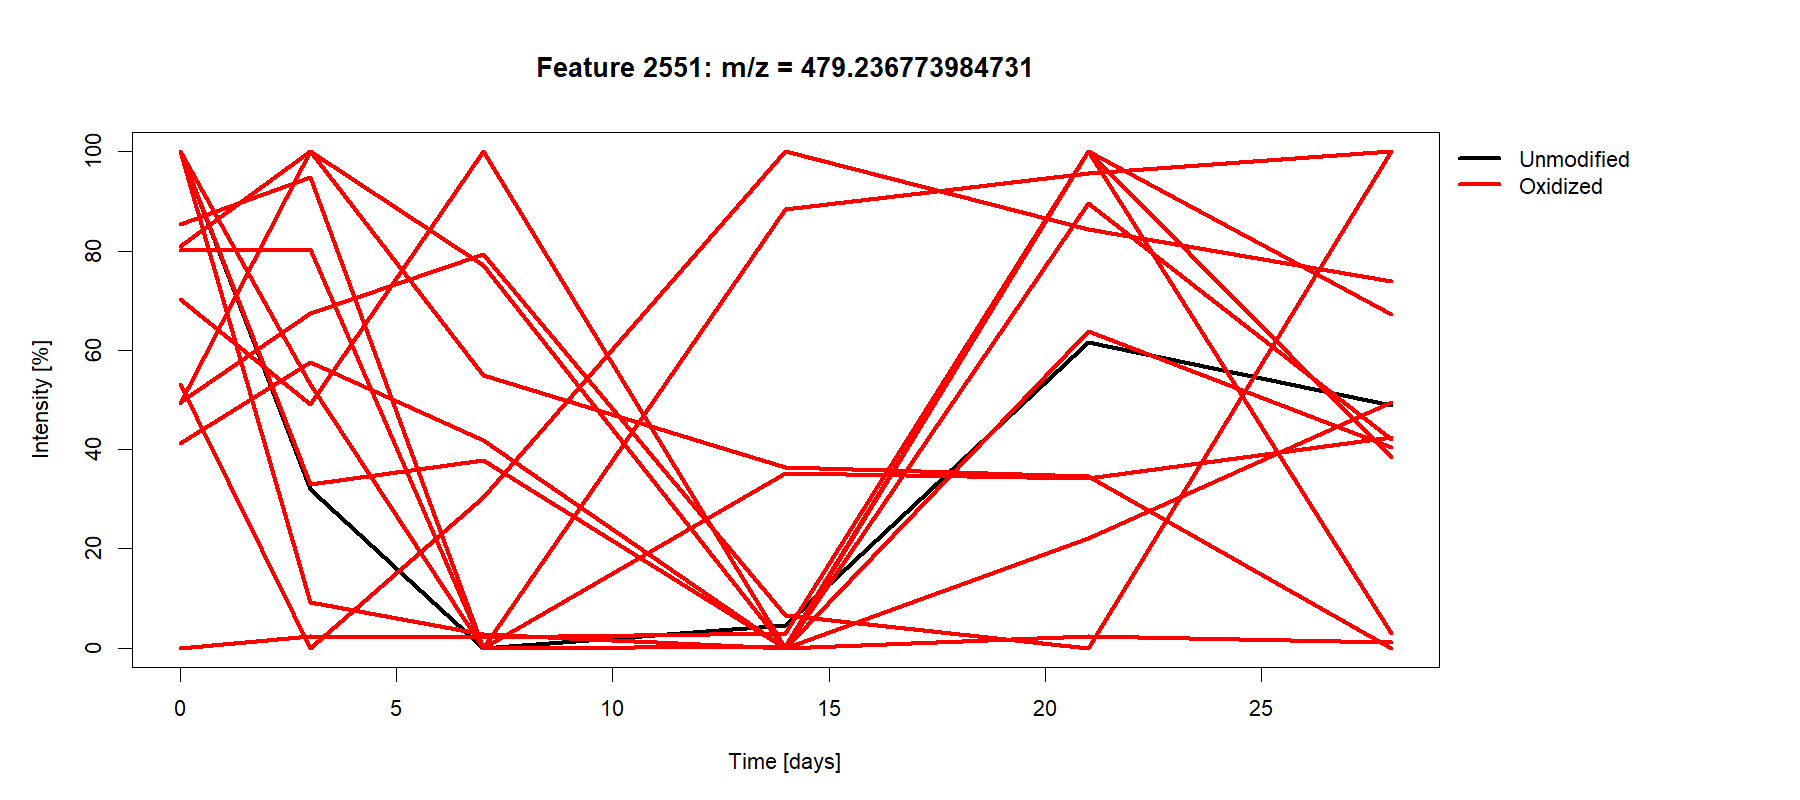 Feature 2551: m/z = 479.236773984731
Unmodified
Oxidized
Intensity [%]
100
80
60
40
20
0
0 5 10 15 20 25
Time [days]